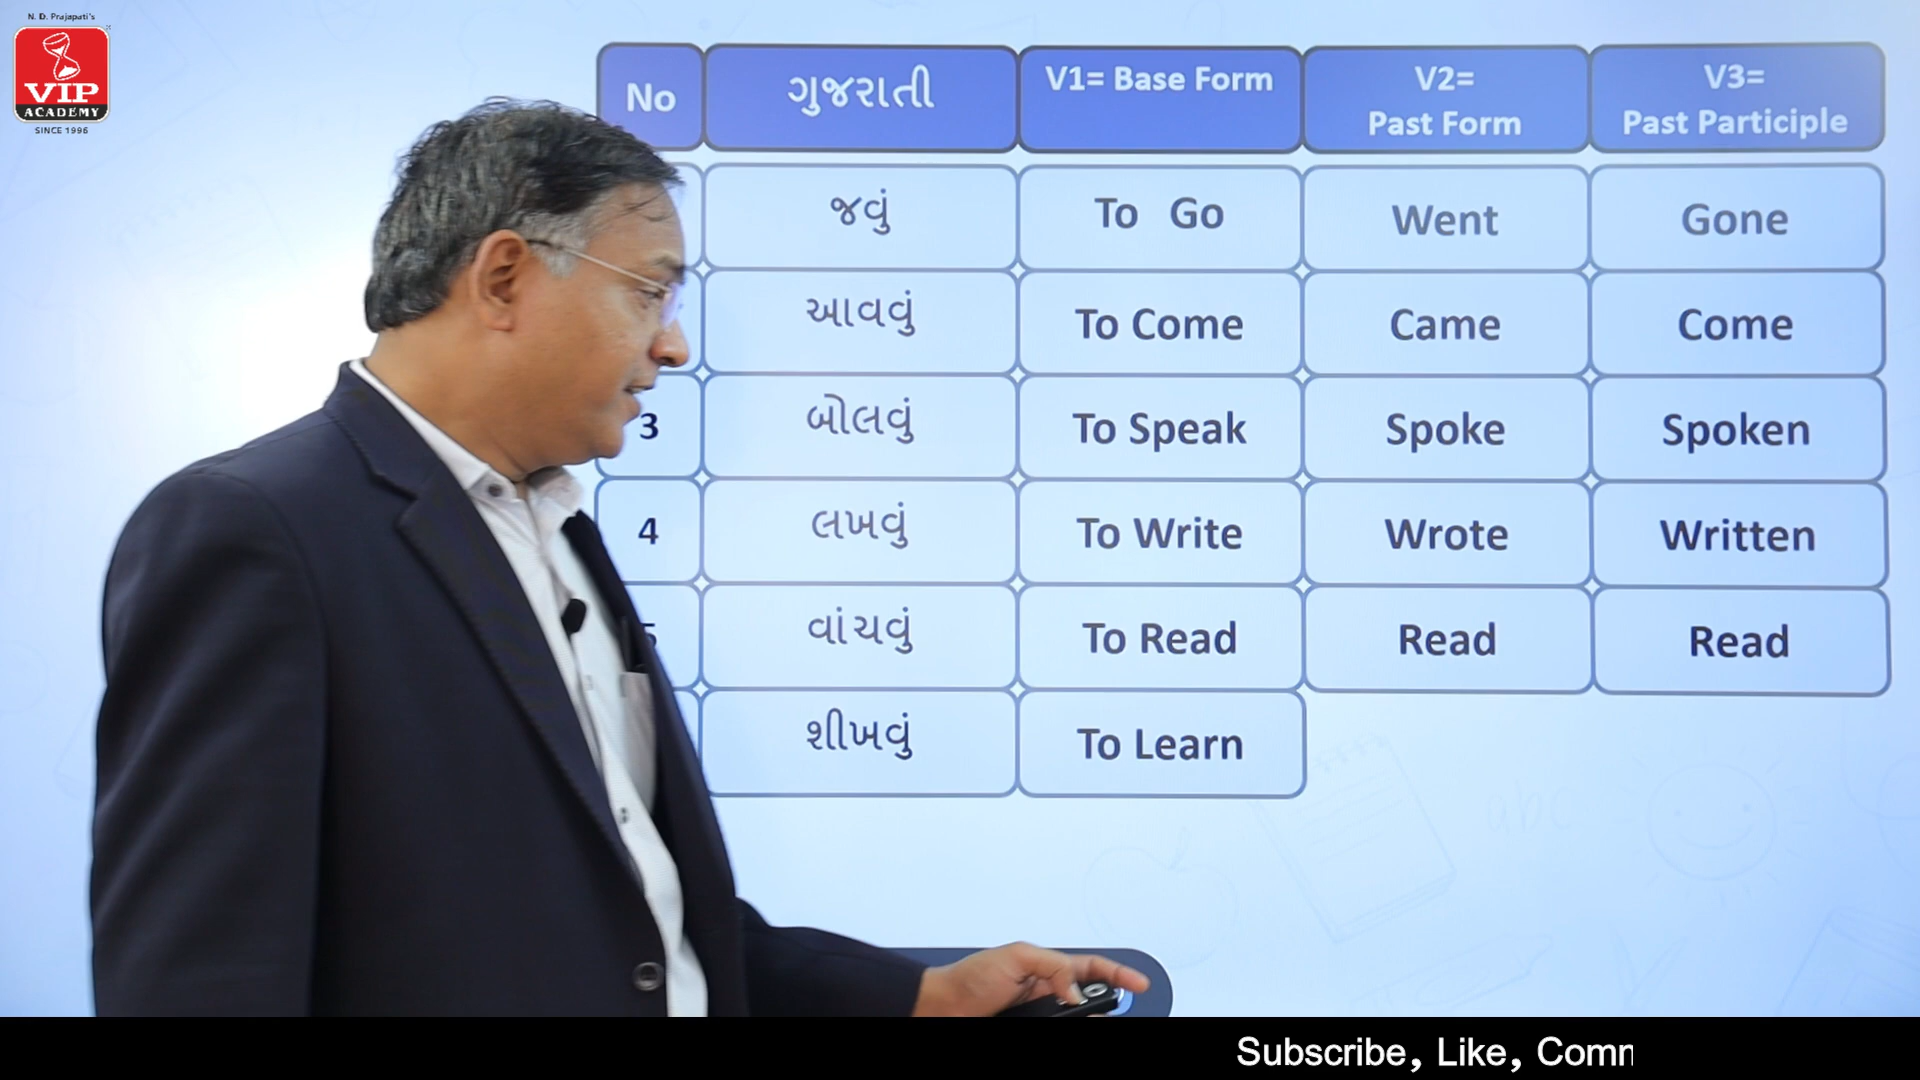 N. D. Prajapati's
VIP
ACADEMY
SINCE 1996
No ગુજરાતી V1= Base Form V2= Past Form V3= Past Participle
જવું To Go Went Gone
આવવું To Come Came Come
3 બોલવું To Speak Spoke Spoken
4 લખવું To Write Wrote Written
5 વાંચવું To Read Read Read
શીખવું To Learn
abc
Subscribe, Like, Comm